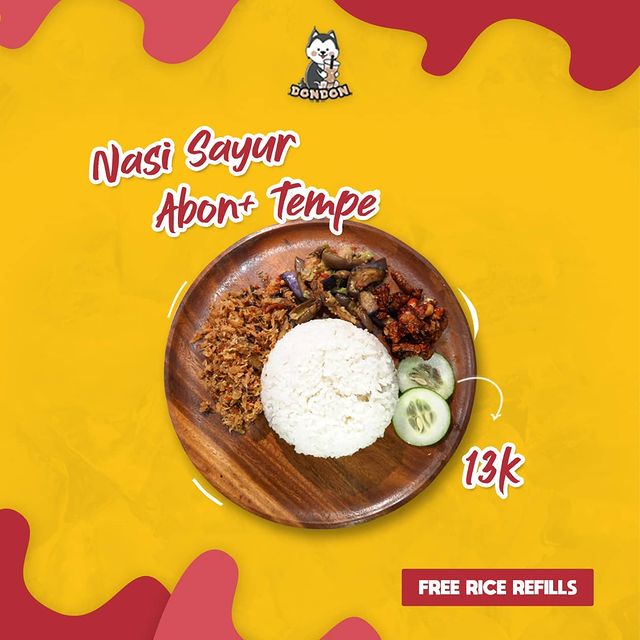 DONDON
Nasi Sayur
Abon+ Tempe
13k
FREE RICE REFILLS